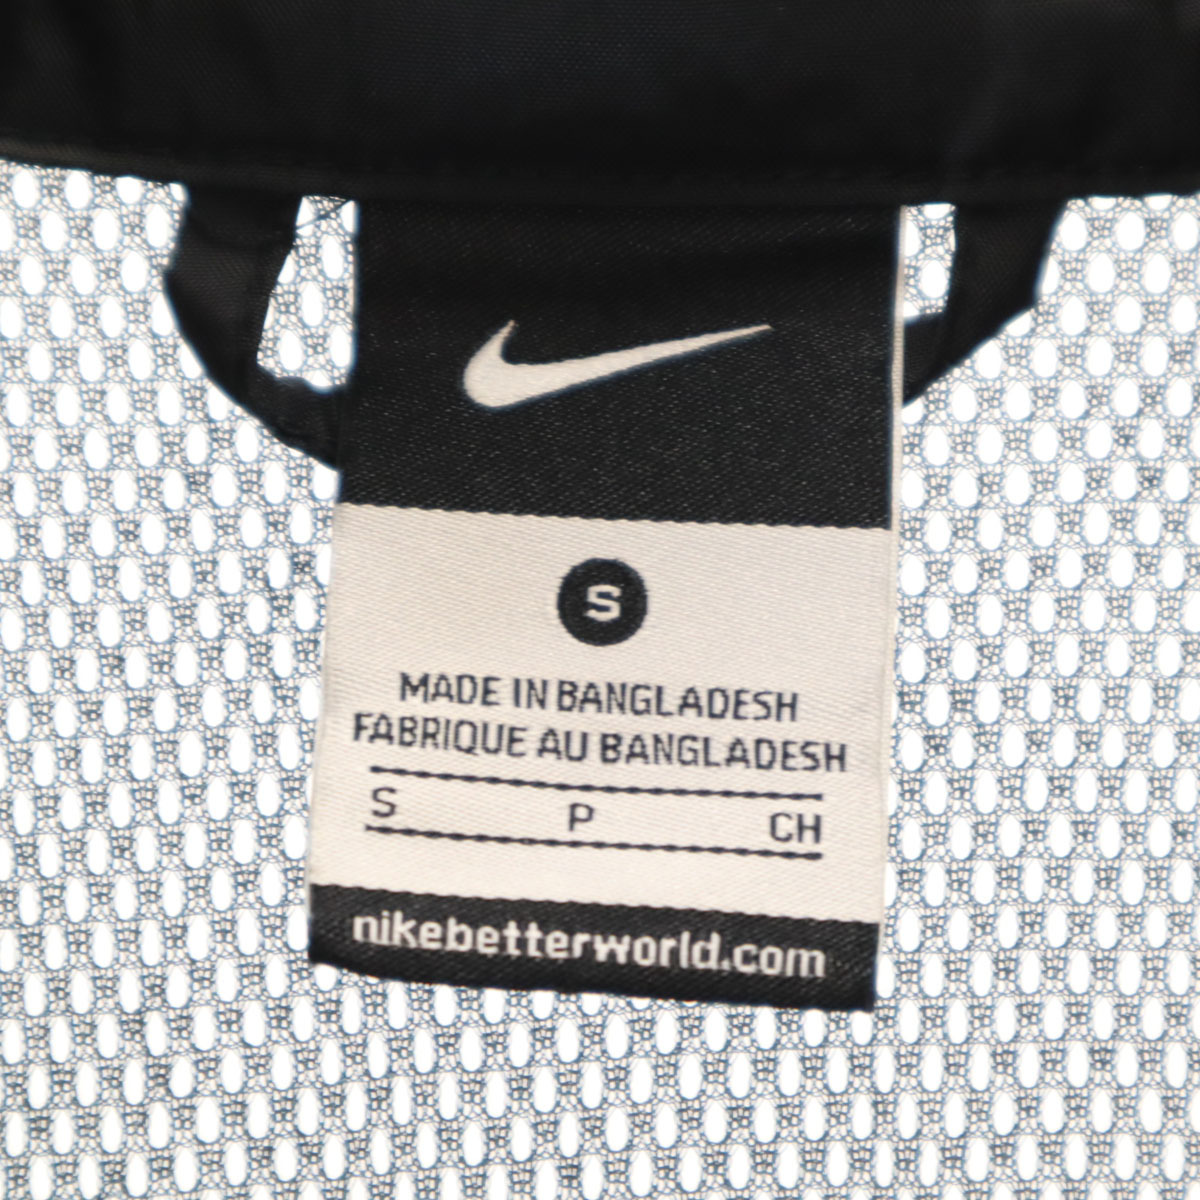 S
MADE IN BANGLADESH
FABRIQUE AU BANGLADESH
S P CH
nikebetterworld.com